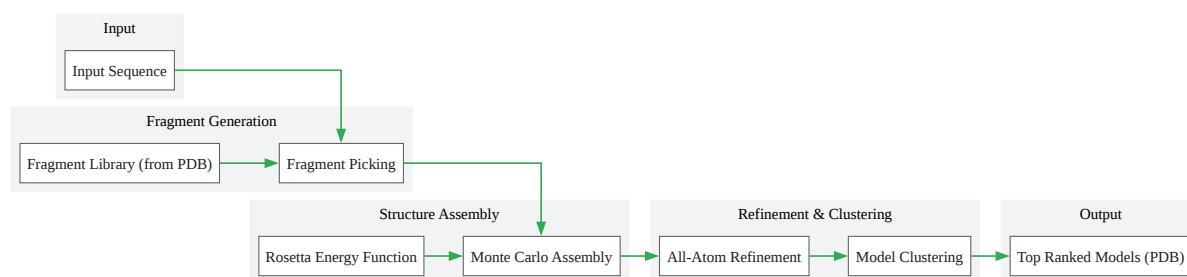 Input
Input Sequence
Fragment Generation
Fragment Library (from PDB)
Fragment Picking
Structure Assembly
Rosetta Energy Function
Monte Carlo Assembly
Refinement & Clustering
All-Atom Refinement
Model Clustering
Output
Top Ranked Models (PDB)